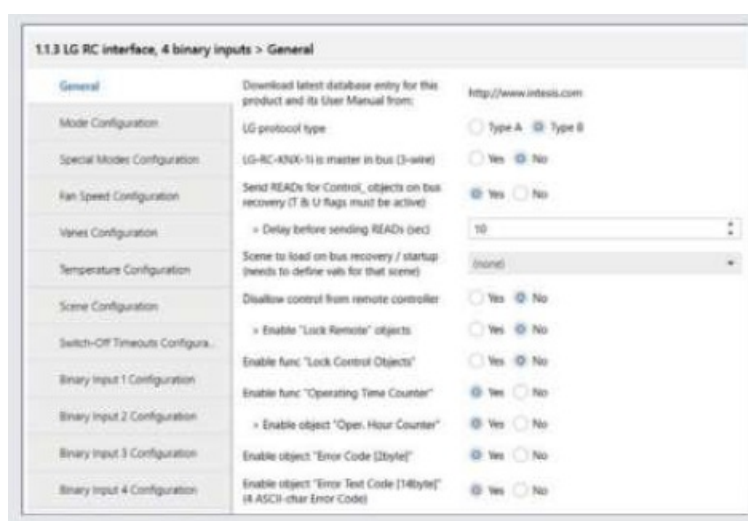 1.1.3 LG RC interface, 4 binary inputs > General
General
Mode Configuration
Special Modes Configuration
Fan Speed Configuration
Vanes Configuration
Temperature Configuration
Scene Configuration
Switch-Off Timeouts Configura...
Binary Input 1 Configuration
Binary Input 2 Configuration
Binary Input 3 Configuration
Binary Input 4 Configuration
Download latest database entry for this
product and its User Manual from:
http://www.intesis.com
LG protocol type
Type A Type B
LG-RC-KNX-1i is master in bus (3-wire)
Yes No
Send READs for Control_ objects on bus
recovery (T & U flags must be active)
Yes No
» Delay before sending READs (sec)
10
Scene to load on bus recovery / startup
(needs to define vals for that scene)
(none)
Disallow control from remote controller
Yes No
» Enable "Lock Remote" objects
Yes No
Enable func "Lock Control Objects"
Yes No
Enable func "Operating Time Counter"
Yes No
» Enable object "Oper. Hour Counter"
Yes No
Enable object "Error Code [2byte]"
Yes No
Enable object "Error Text Code [14byte]"
(4 ASCII-char Error Code)
Yes No